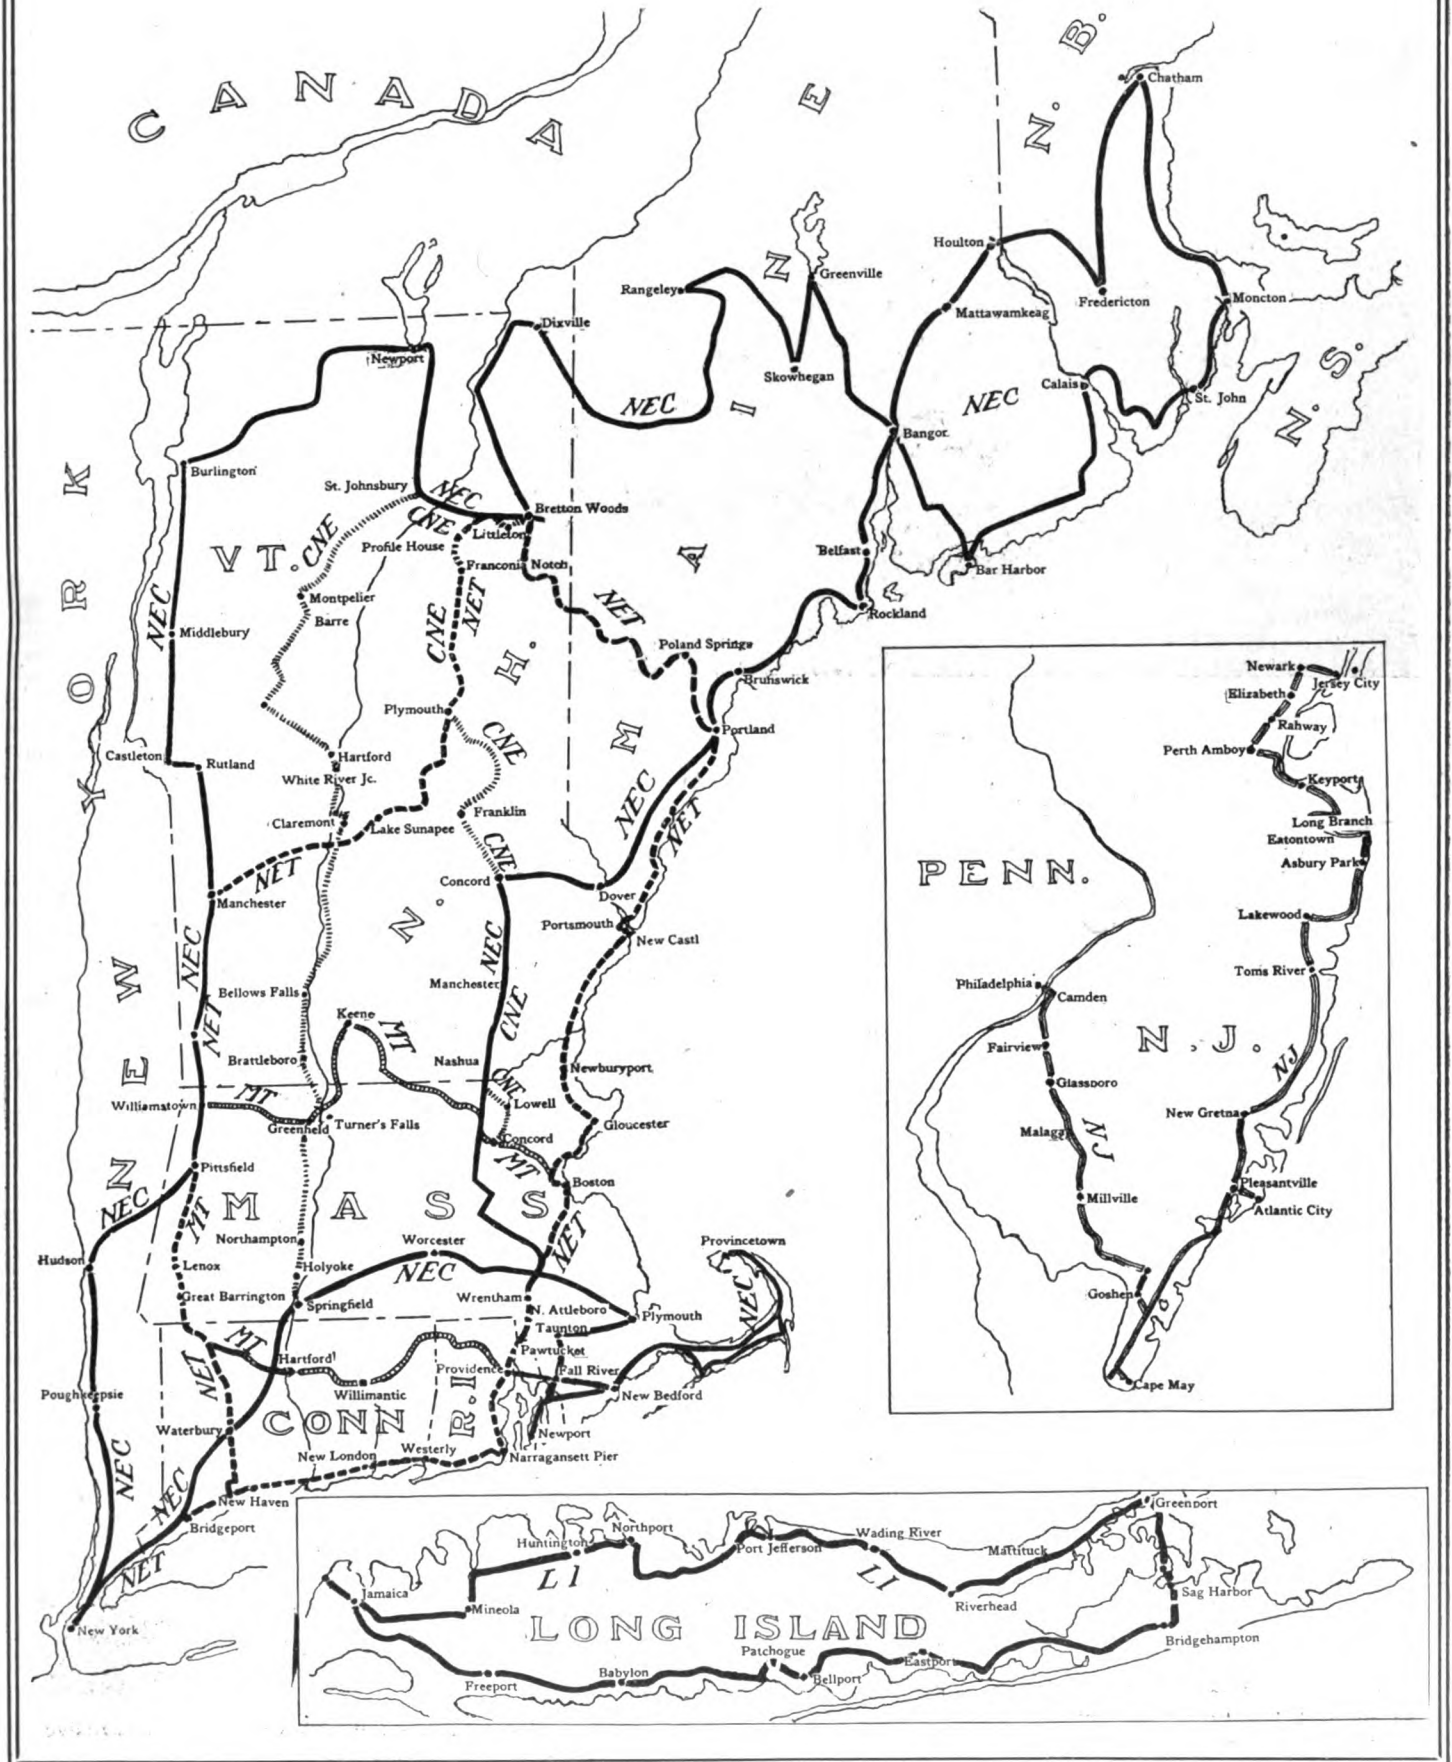 CANADA
N. B.
Chatham
MAINE
Houlton
Greenville
Rangeley
Fredericton
Moncton
Mattawamkeag
Dixville
Newport
Skowhegan
Calais
NEC
NEC
St. John
N. S.
Bangor
Burlington
St. Johnsbury
NEC
Bretton Woods
CNE
CNE
Littleton
VT.
Profile House
Belfast
Franconi Notch
Bar Harbor
Montpelier
NEC
CNE
NET
NET
Rockland
Barre
Middlebury
N. H.
Poland Springs
Brunswick
NEW YORK
Plymouth
CNE
Portland
Castleton
Rutland
Hartford
White River Jc.
NEC
NET
Claremont
Lake Sunapee
Franklin
CNE
NET
Concord
Manchester
Dover
Portsmouth
New Castl
NEC
NEC
Manchester
Bellows Falls
CNE
Keene
NET
MT
Brattleboro
Nashua
Newburyport
CNE
Williamstown
MT
Lowell
Greenfield
Turner's Falls
Gloucester
Concord
MT
Pittsfield
Boston
NEC
MT
MASS
Northampton
Worcester
NET
Provincetown
Hudson
Lenox
Holyoke
NEC
NEC
Great Barrington
Springfield
Wrentham
N. Attleboro
Plymouth
Taunton
MT
Pawtucket
Hartford
Providence
Fall River
NET
Willimantic
New Bedford
Poughkeepsie
R. I.
CONN
Waterbury
Newport
New London
Westerly
Narragansett Pier
NEC
NEC
New Haven
Bridgeport
NET
New York
Newark
Jersey City
Elizabeth
Rahway
Perth Amboy
Keyport
Long Branch
Eatontown
Asbury Park
PENN.
Lakewood
Toms River
Philadelphia
Camden
N. J.
Fairview
Glassboro
NJ
New Gretna
Malaga
NJ
Pleasantville
Millville
Atlantic City
Goshen
Cape May
Greenport
Northport
Wading River
Huntington
Port Jefferson
Mattituck
LI
LI
Jamaica
Sag Harbor
Mineola
Riverhead
LONG ISLAND
Bridgehampton
Patchogue
Eastport
Babylon
Bellport
Freeport